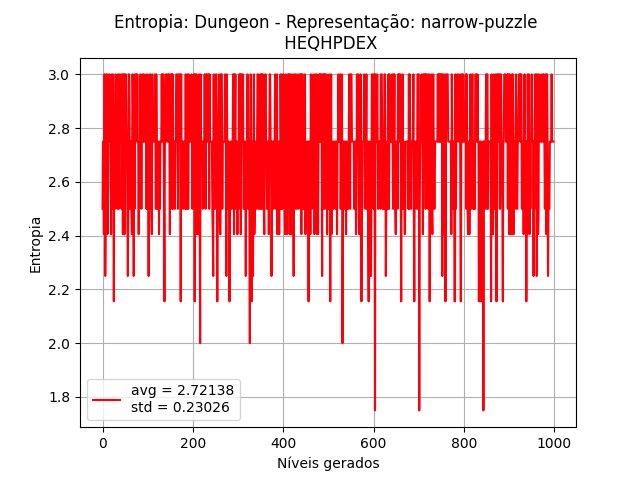 Entropia: Dungeon - Representação: narrow-puzzle
HEQHPDEX
3.0
2.8
2.6
2.4
2.2
2.0
1.8
Entropia
avg = 2.72138
std = 0.23026
0
200
400
600
800
1000
Níveis gerados